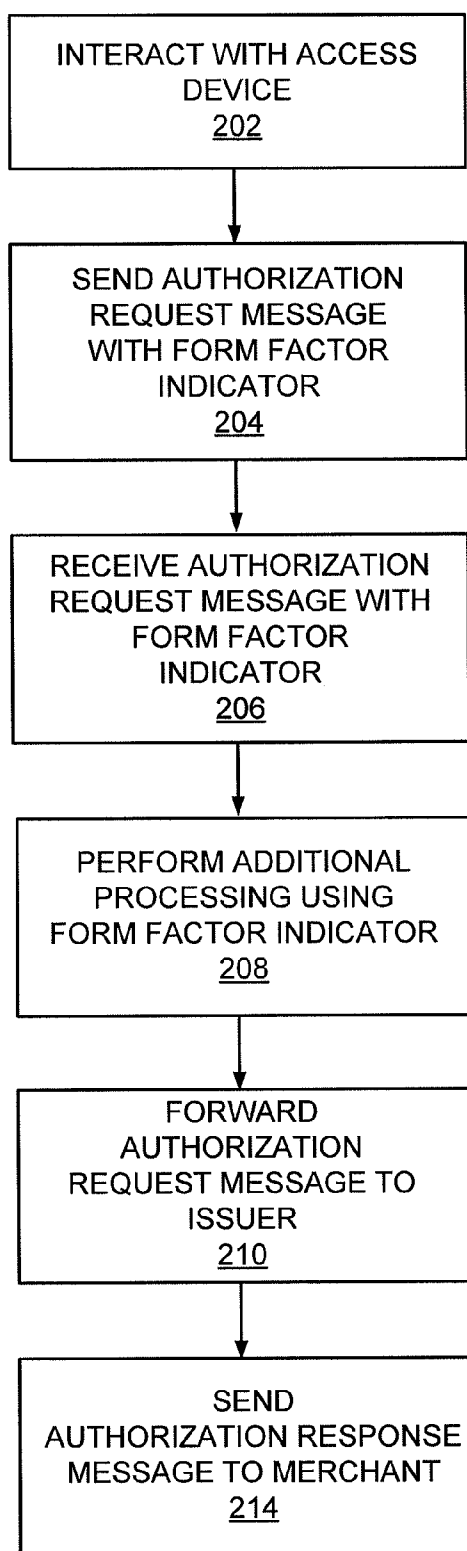 INTERACT WITH ACCESS
DEVICE
202
SEND AUTHORIZATION
REQUEST MESSAGE
WITH FORM FACTOR
INDICATOR
204
RECEIVE AUTHORIZATION
REQUEST MESSAGE WITH
FORM FACTOR
INDICATOR
206
PERFORM ADDITIONAL
PROCESSING USING
FORM FACTOR INDICATOR
208
FORWARD
AUTHORIZATION
REQUEST MESSAGE TO
ISSUER
210
SEND
AUTHORIZATION RESPONSE
MESSAGE TO MERCHANT
214